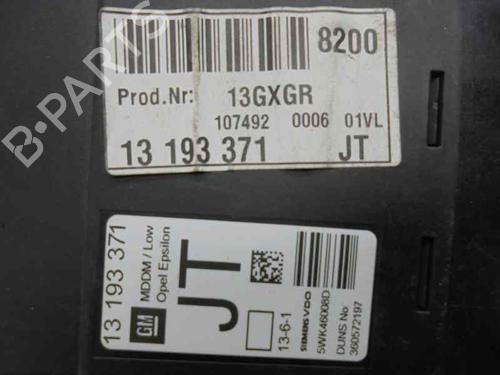 8200
Prod.Nr: 13GXGR
107492 0006 01VL
13 193 371 JT
13 193 371
GM
MDDM / Low
Opel Epsilon
JT
13-6-1
SIEMENS VDO
5WK46008D
DUNS No
360572197
B-PARTS